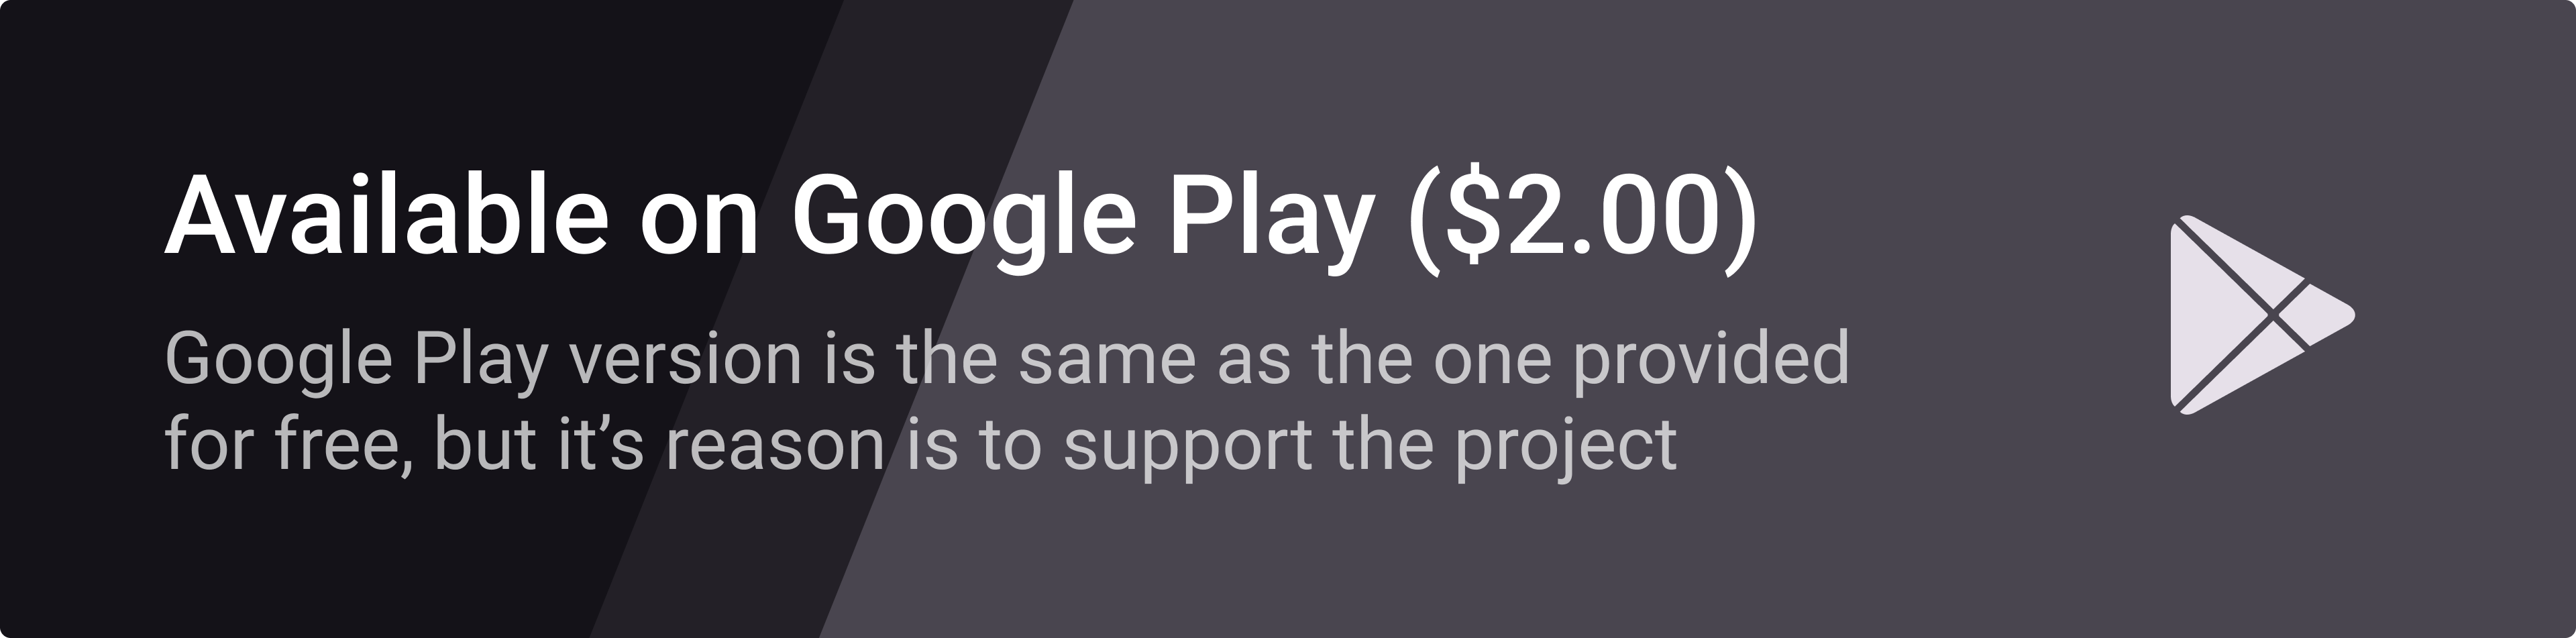 Available on Google Play ($2.00)
Google Play version is the same as the one provided
for free, but it’s reason is to support the project